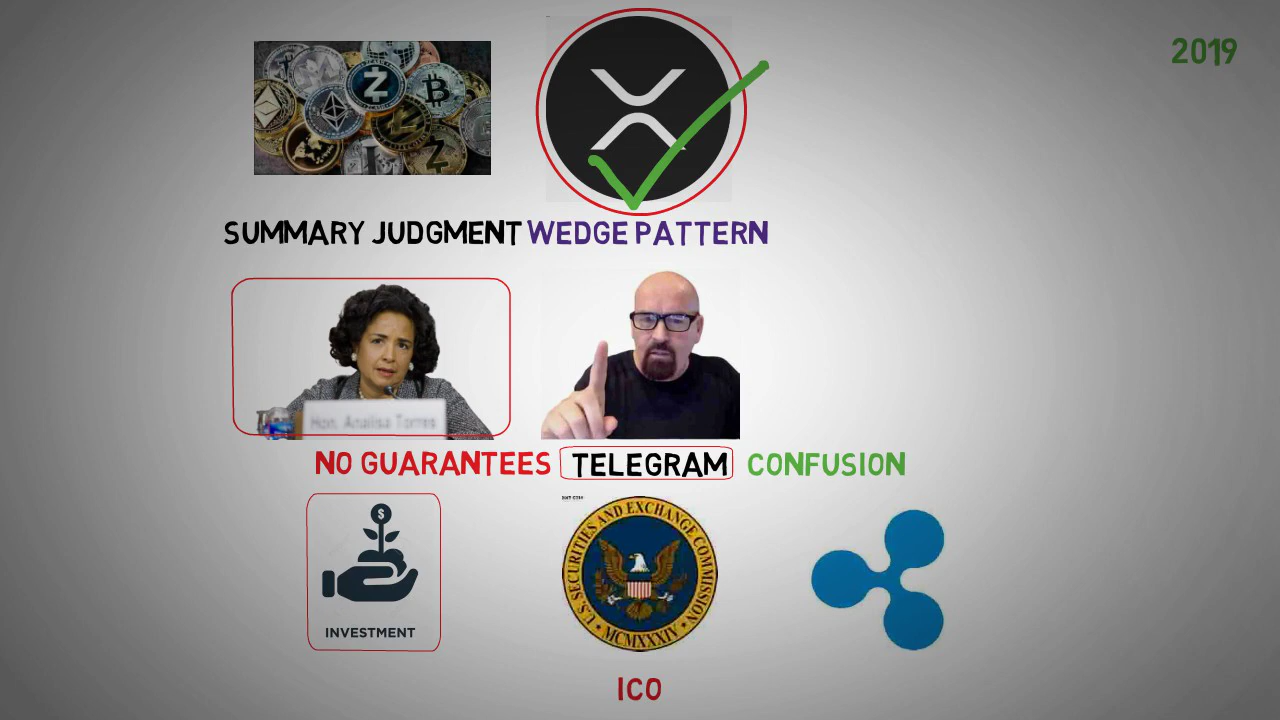 2019
SUMMARY JUDGMENT WEDGE PATTERN
Hon. Analisa Torres
NO GUARANTEES TELEGRAM CONFUSION
$
INVESTMENT
U.S. SECURITIES AND EXCHANGE COMMISSION
MCMXXXIV
ICO